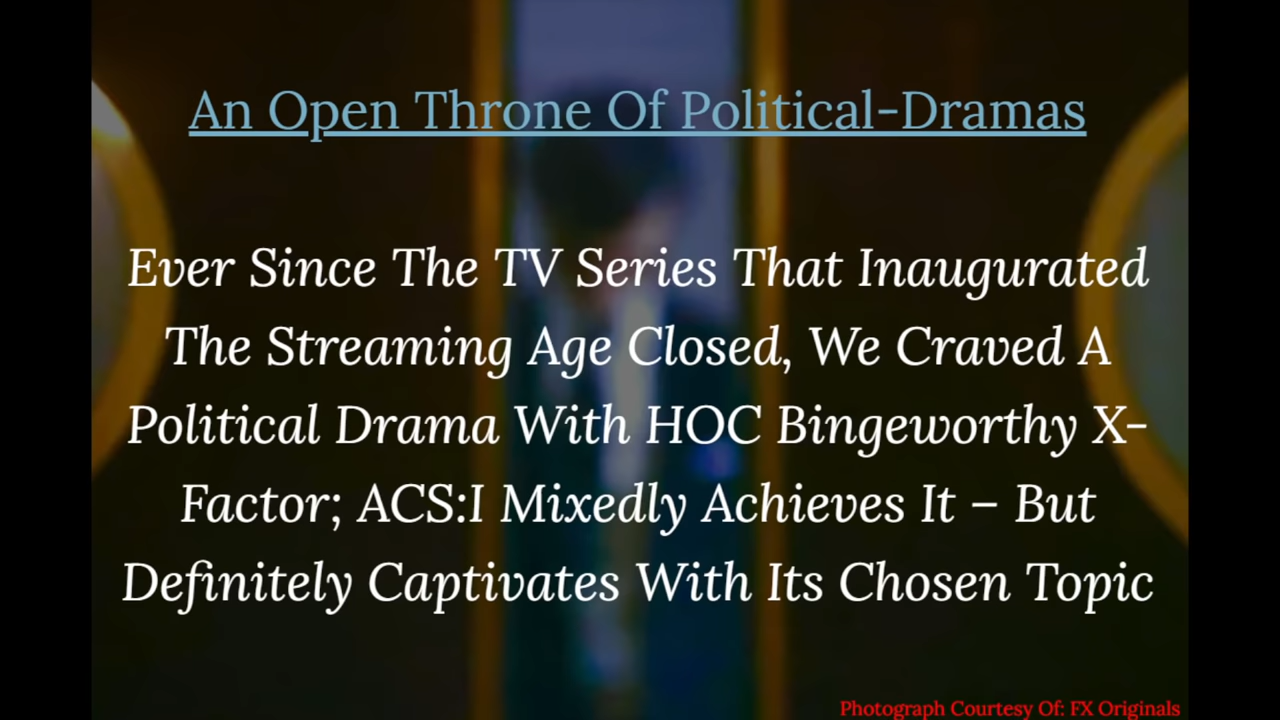 An Open Throne Of Political-Dramas
Ever Since The TV Series That Inaugurated
The Streaming Age Closed, We Craved A
Political Drama With HOC Bingeworthy X-
Factor; ACS:I Mixedly Achieves It – But
Definitely Captivates With Its Chosen Topic
Photograph Courtesy Of: FX Originals